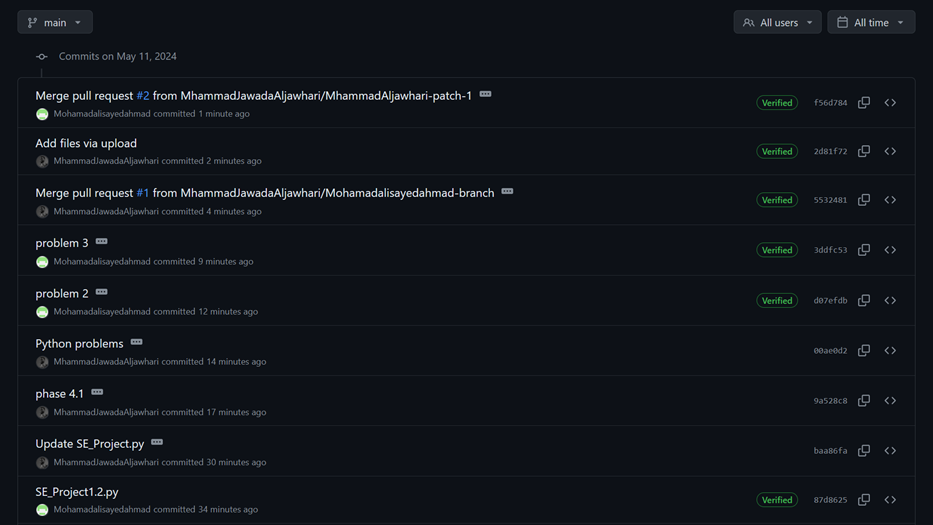 main
All users
All time
Commits on May 11, 2024
Merge pull request #2 from MhammadJawadaAljawhari/MhammadAljawhari-patch-1
Mohamadalisayedahmad committed 1 minute ago
Verified
f56d784
Add files via upload
MhammadJawadaAljawhari committed 2 minutes ago
Verified
2d81f72
Merge pull request #1 from MhammadJawadaAljawhari/Mohamadalisayedahmad-branch
MhammadJawadaAljawhari committed 4 minutes ago
Verified
5532481
problem 3
Mohamadalisayedahmad committed 9 minutes ago
Verified
3ddfc53
problem 2
Mohamadalisayedahmad committed 12 minutes ago
Verified
d07efdb
Python problems
MhammadJawadaAljawhari committed 14 minutes ago
00ae0d2
phase 4.1
MhammadJawadaAljawhari committed 17 minutes ago
9a528c8
Update SE_Project.py
MhammadJawadaAljawhari committed 30 minutes ago
baa86fa
SE_Project1.2.py
Mohamadalisayedahmad committed 34 minutes ago
Verified
87d8625